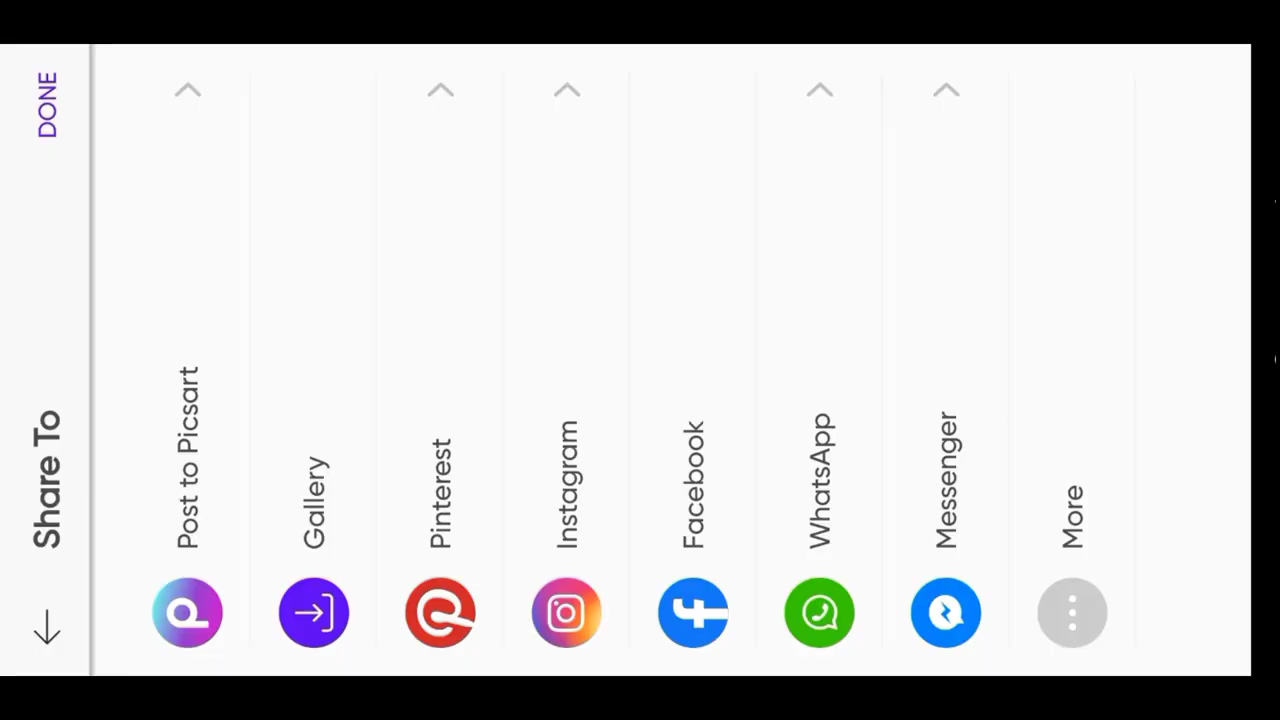 Share To
DONE
Post to Picsart
Gallery
Pinterest
Instagram
Facebook
WhatsApp
Messenger
More